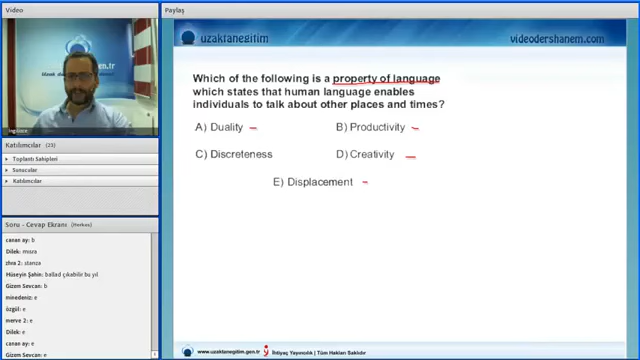 Video
Paylaş
uzaktanegitim
videodershanem.com
Which of the following is a property of language
which states that human language enables
individuals to talk about other places and times?
A) Duality
B) Productivity
C) Discreteness
D) Creativity
E) Displacement
İngilizce
Katılımcılar (23)
Toplantı Sahipleri
Sunucular
Katılımcılar
Soru - Cevap Ekranı (Herkes)
canan ay: b
Dilek: mısra
zhra 2: stanza
Hüseyin Şahin: ballad çıkabilir bu yıl
Gizem Sevcan: b
minedeniz: e
özgül: e
merve 2: e
Dilek: e
canan ay: e
Gizem Sevcan: e
www.uzaktanegitim.gen.tr
İhtiyaç Yayıncılık | Tüm Hakları Saklıdır